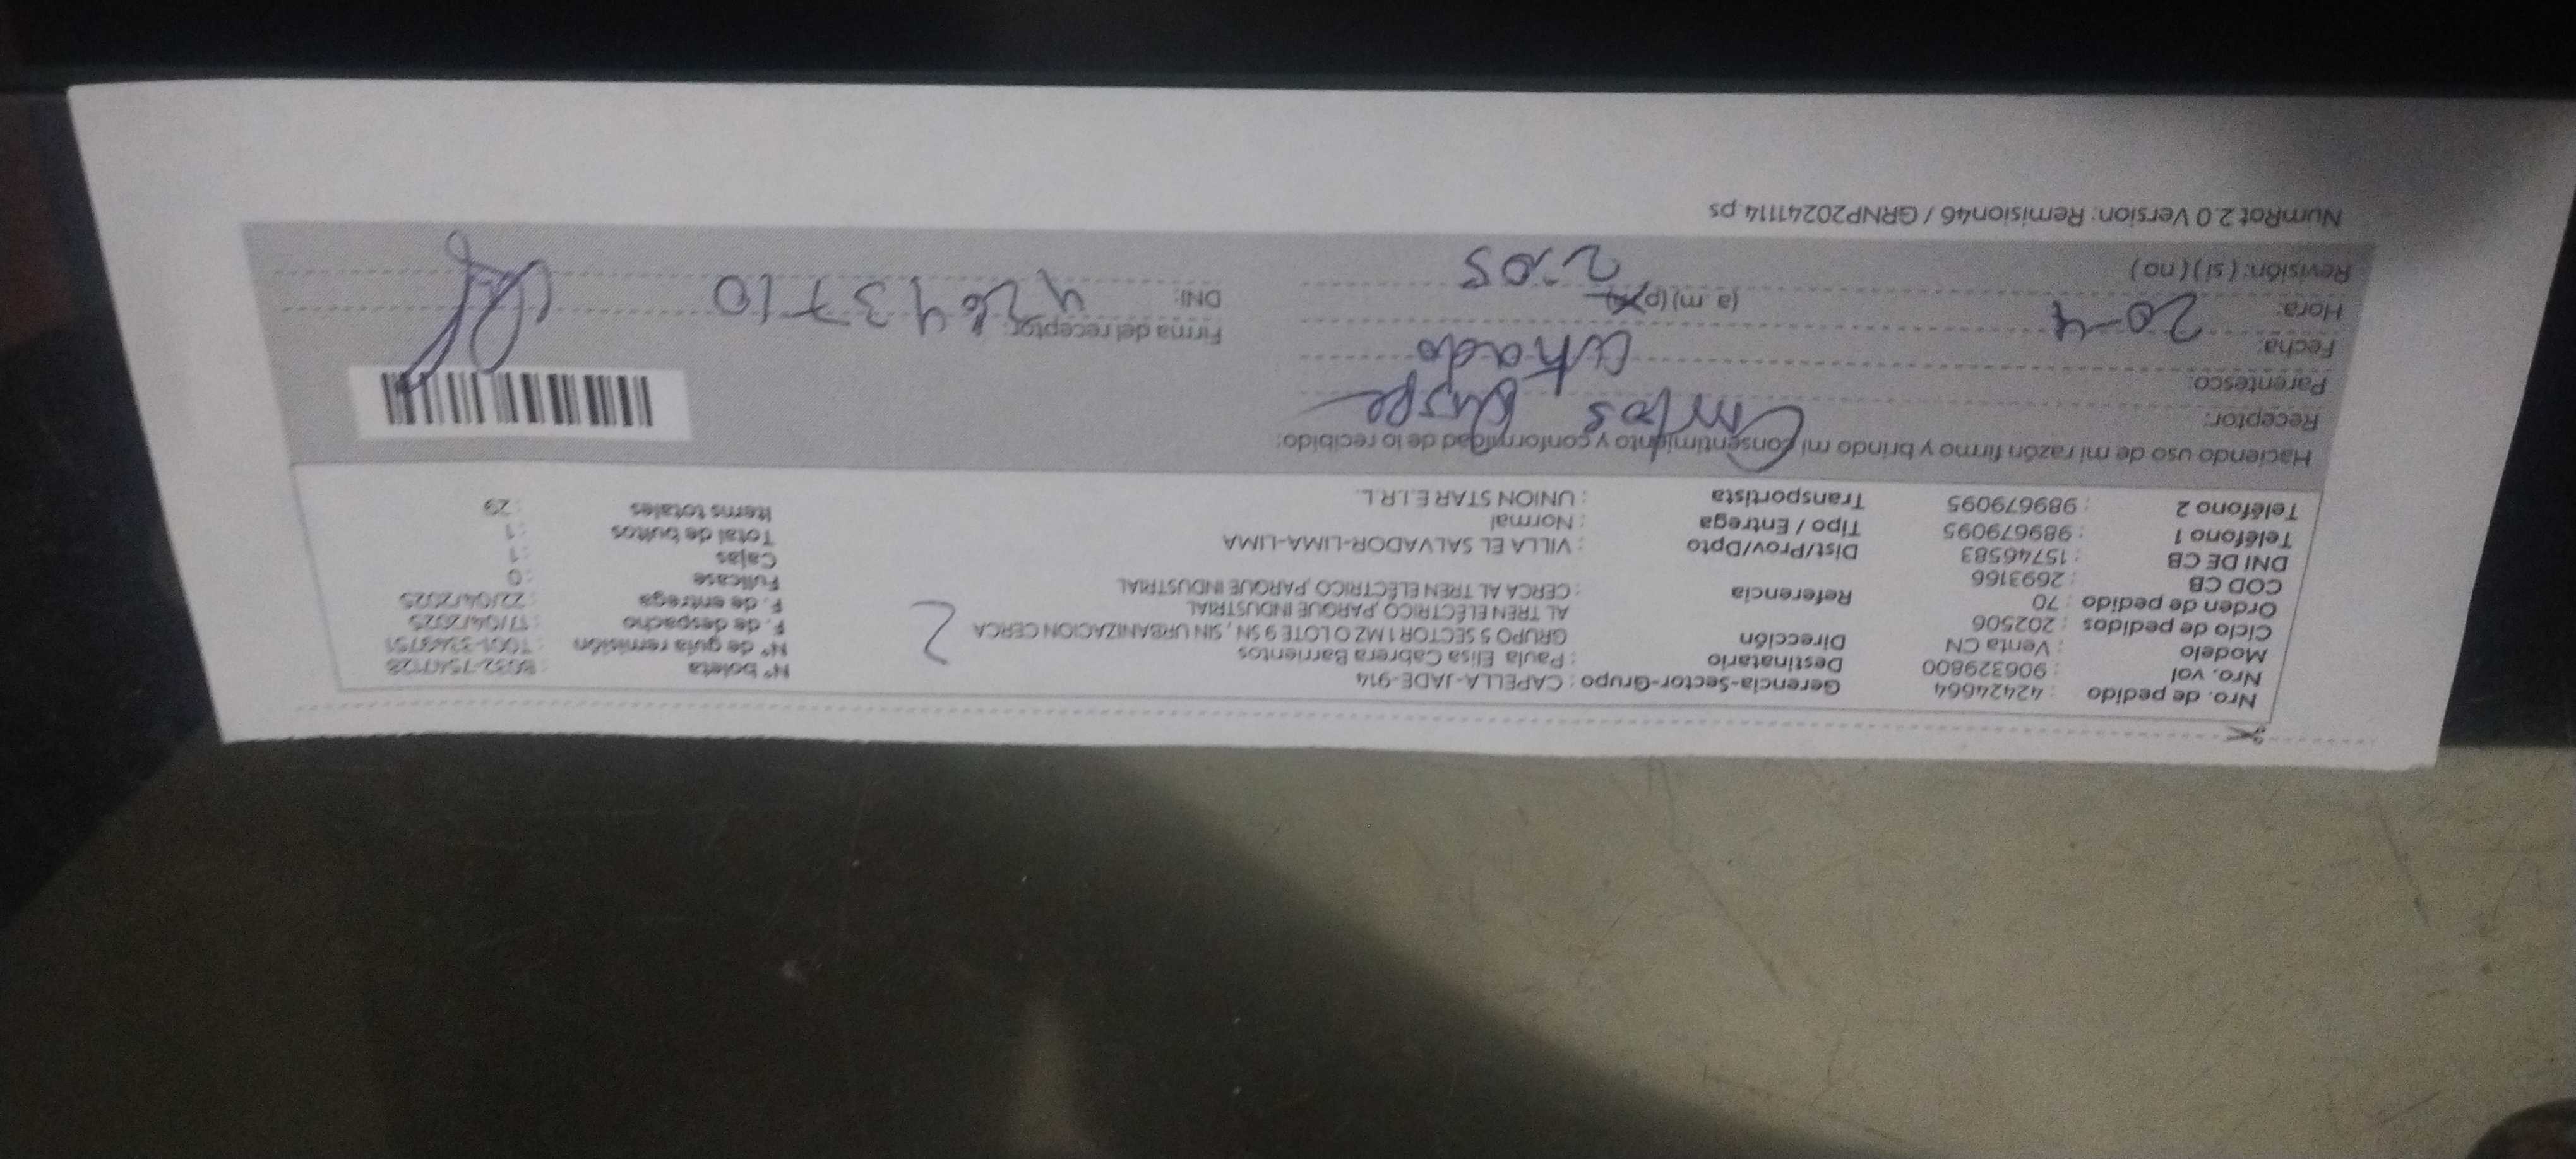 Nro. de pedido : 42424664 Gerencia-Sector-Grupo : CAPELLA-JADE-914 N° boleta
Nro. vol : 906329800 Destinatario : Paula Elisa Cabrera Barrientos N° de guía remisión
Modelo : Venta CN Dirección GRUPO 5 SECTOR 1 MZ O LOTE 9 SN, SIN URBANIZACION CERCA F. de despacho : 17/04/2025
Ciclo de pedidos : 202506 AL TREN ELÉCTRICO ,PARQUE INDUSTRIAL 2 F. de entrega : 22/04/2025
Orden de pedido : 70 Referencia : CERCA AL TREN ELÉCTRICO ,PARQUE INDUSTRIAL Fullcase : 0
COD CB : 2693166 Cajas : 1
DNI DE CB : 15746583 Dist/Prov/Dpto : VILLA EL SALVADOR-LIMA-LIMA Total de bultos : 1
Teléfono 1 : 989679095 Tipo / Entrega : Normal Items totales : 29
Teléfono 2 : 989679095 Transportista : UNION STAR E.I.R.L.
Haciendo uso de mi razón firmo y brindo mi consentimiento y conformidad de lo recibido:
Receptor:
Parentesco:
Fecha: 20-4 Firma del receptor:
Hora: (a. m) (p. m) 2:05 DNI: 42643710
Revisión: ( si ) ( no )
NumRot 2.0 Version: Remision46 / GRNP20241114.ps